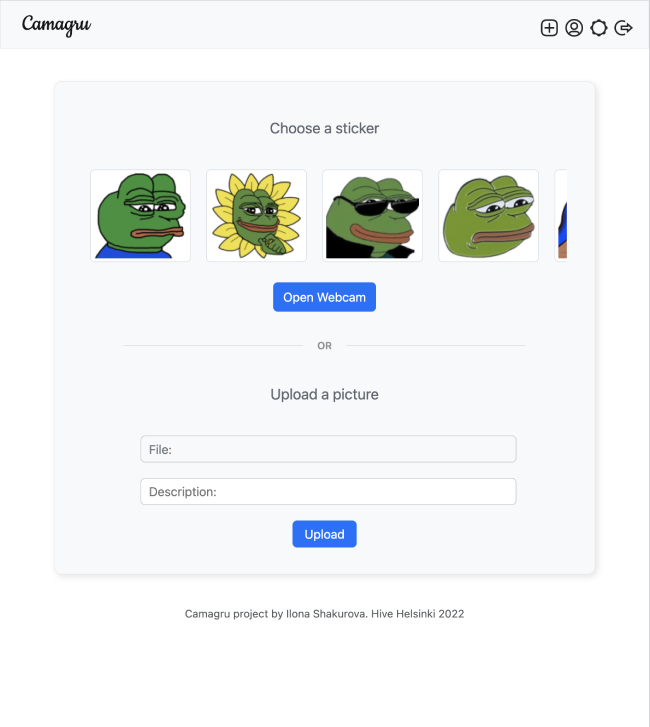 Camagru
Choose a sticker
Open Webcam
OR
Upload a picture
File:
Description:
Upload
Camagru project by Ilona Shakurova. Hive Helsinki 2022